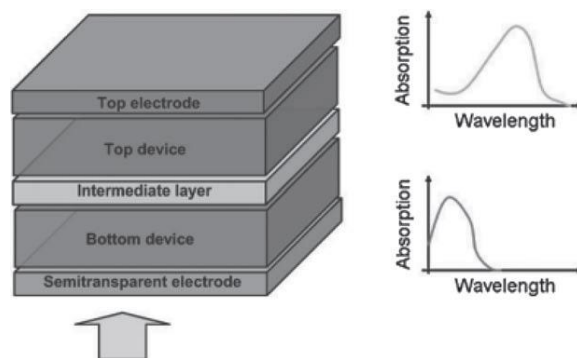 Top electrode
Top device
Intermediate layer
Bottom device
Semitransparent electrode
Absorption
Wavelength
Absorption
Wavelength